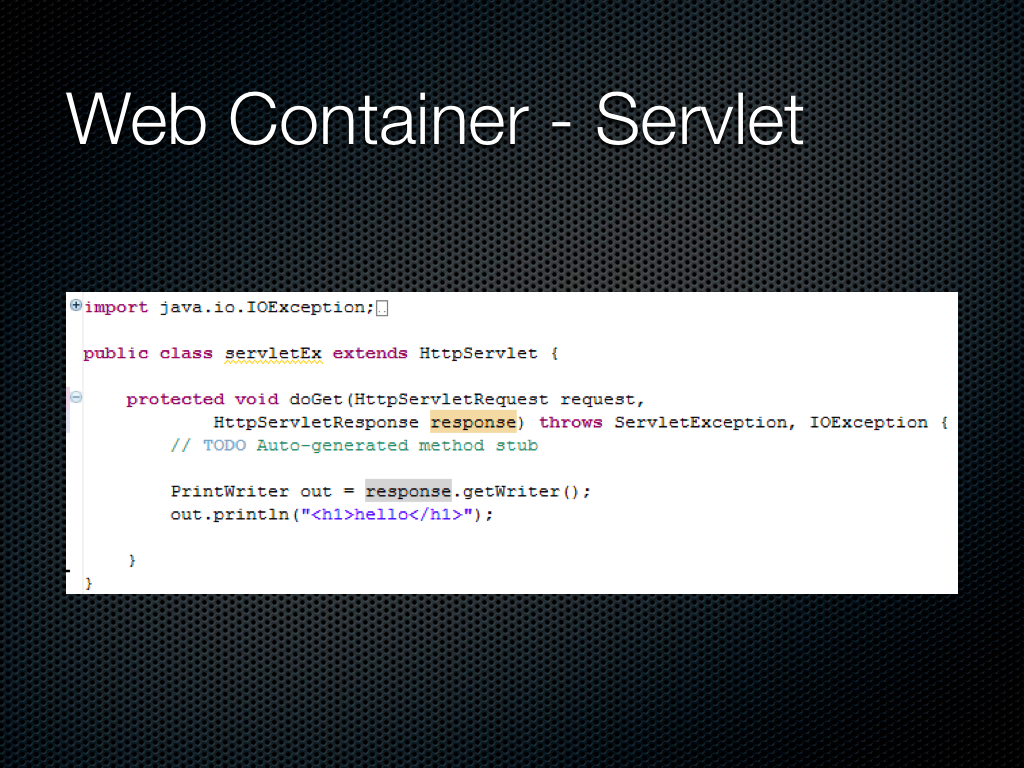 Web Container - Servlet
import java.io.IOException;
public class servletEx extends HttpServlet {
protected void doGet(HttpServletRequest request,
HttpServletResponse response) throws ServletException, IOException {
// TODO Auto-generated method stub
PrintWriter out = response.getWriter();
out.println("<h1>hello</h1>");
}
}